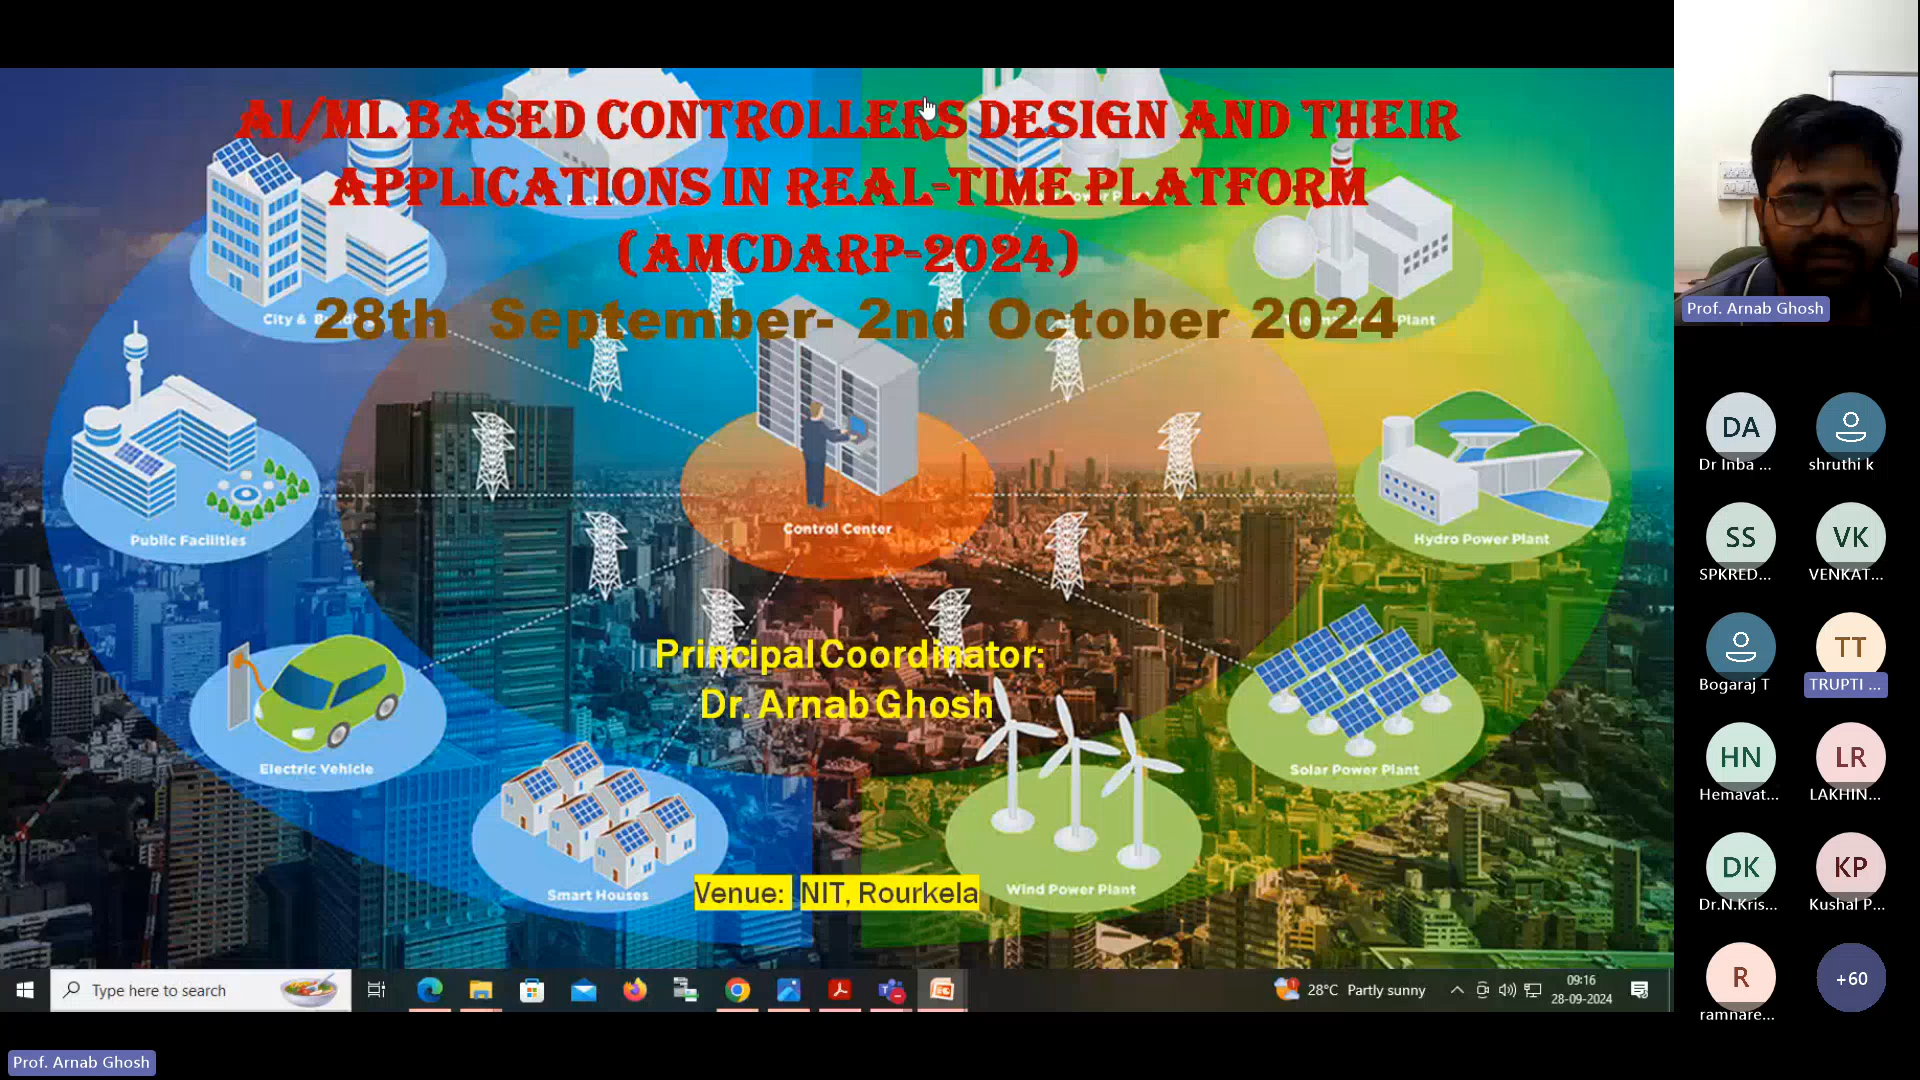 AI/ML BASED CONTROLLERS DESIGN AND THEIR
APPLICATIONS IN REAL-TIME PLATFORM
(AMCDARP-2024)
28th September- 2nd October 2024
City &
Plant
Control Center
Public Facilities
Hydro Power Plant
Principal Coordinator:
Dr. Arnab Ghosh
Electric Vehicle
Solar Power Plant
Smart Houses
Wind Power Plant
Venue: NIT, Rourkela
Type here to search
28°C Partly sunny
09:16
28-09-2024
Prof. Arnab Ghosh
Prof. Arnab Ghosh
DA
Dr Inba ...
shruthi k
SS
SPKRED...
VK
VENKAT...
Bogaraj T
TT
TRUPTI ...
HN
Hemavat...
LR
LAKHIN...
DK
Dr.N.Kris...
KP
Kushal P...
R
ramnare...
+60